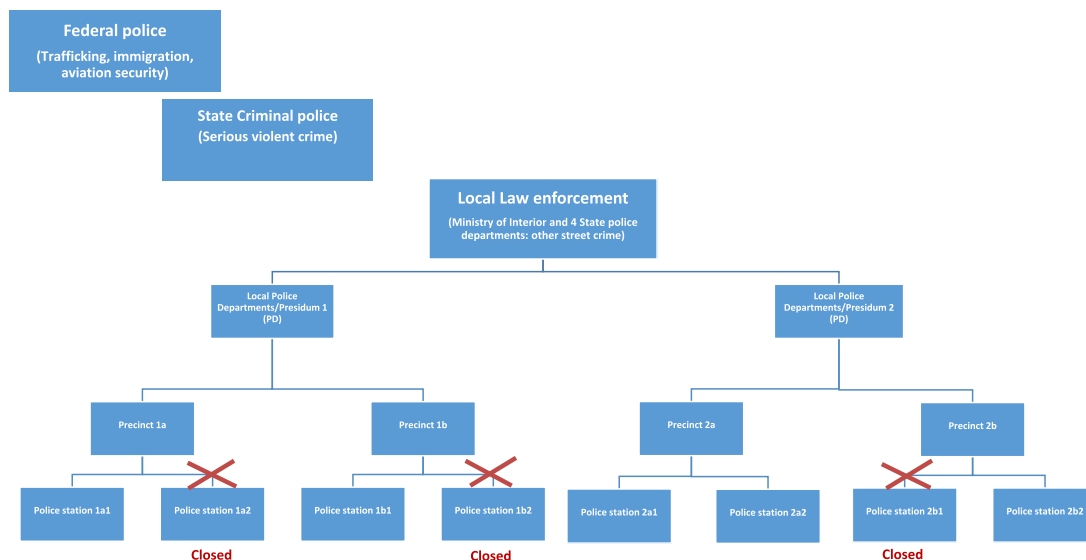 Federal police
(Trafficking, immigration,
aviation security)
State Criminal police
(Serious violent crime)
Local Law enforcement
(Ministry of Interior and 4 State police
departments: other street crime)
Local Police
Departments/Presidum 1
(PD)
Local Police
Departments/Presidum 2
(PD)
Precinct 1a
Precinct 1b
Precinct 2a
Precinct 2b
Police station 1a1
Police station 1a2
Police station 1b1
Police station 1b2
Police station 2a1
Police station 2a2
Police station 2b1
Police station 2b2
Closed
Closed
Closed